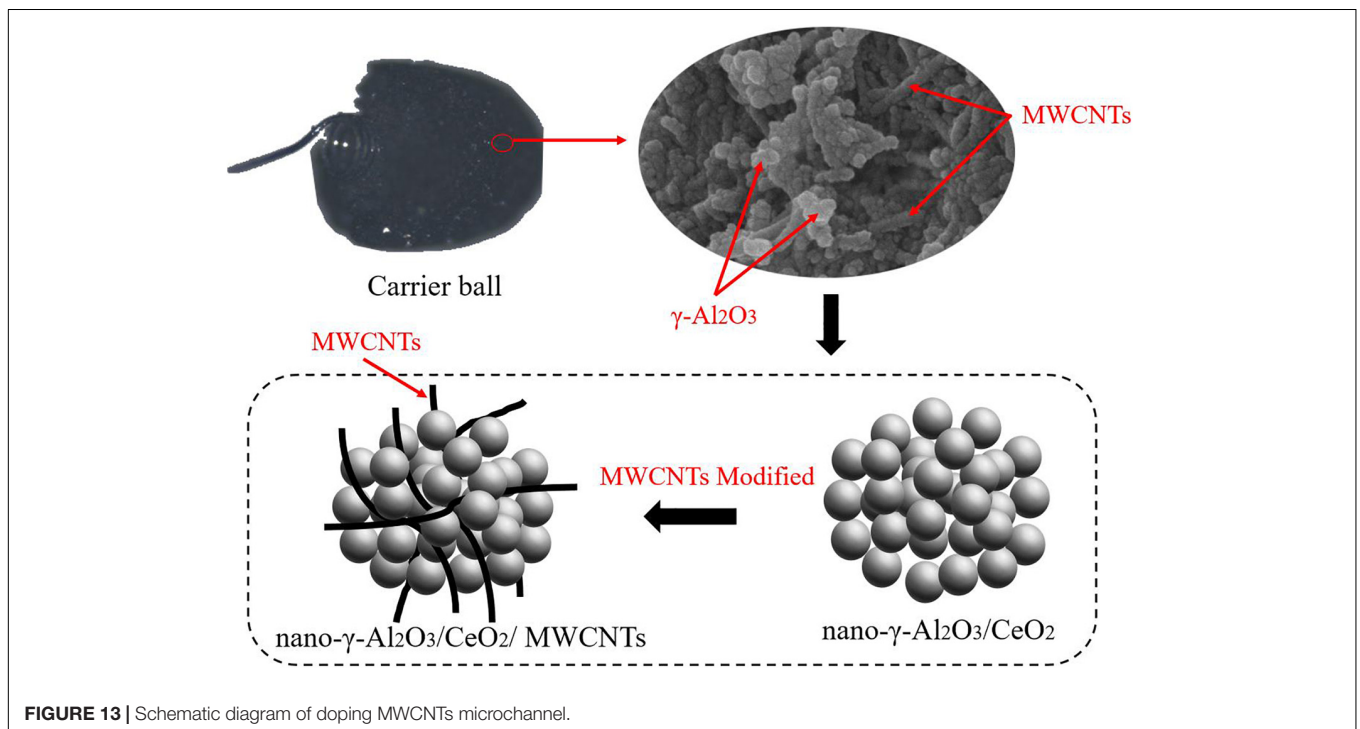 MWCNTs
Carrier ball
γ-Al2O3
MWCNTs
MWCNTs Modified
nano-γ-Al2O3/CeO2/ MWCNTs
nano-γ-Al2O3/CeO2
FIGURE 13 | Schematic diagram of doping MWCNTs microchannel.